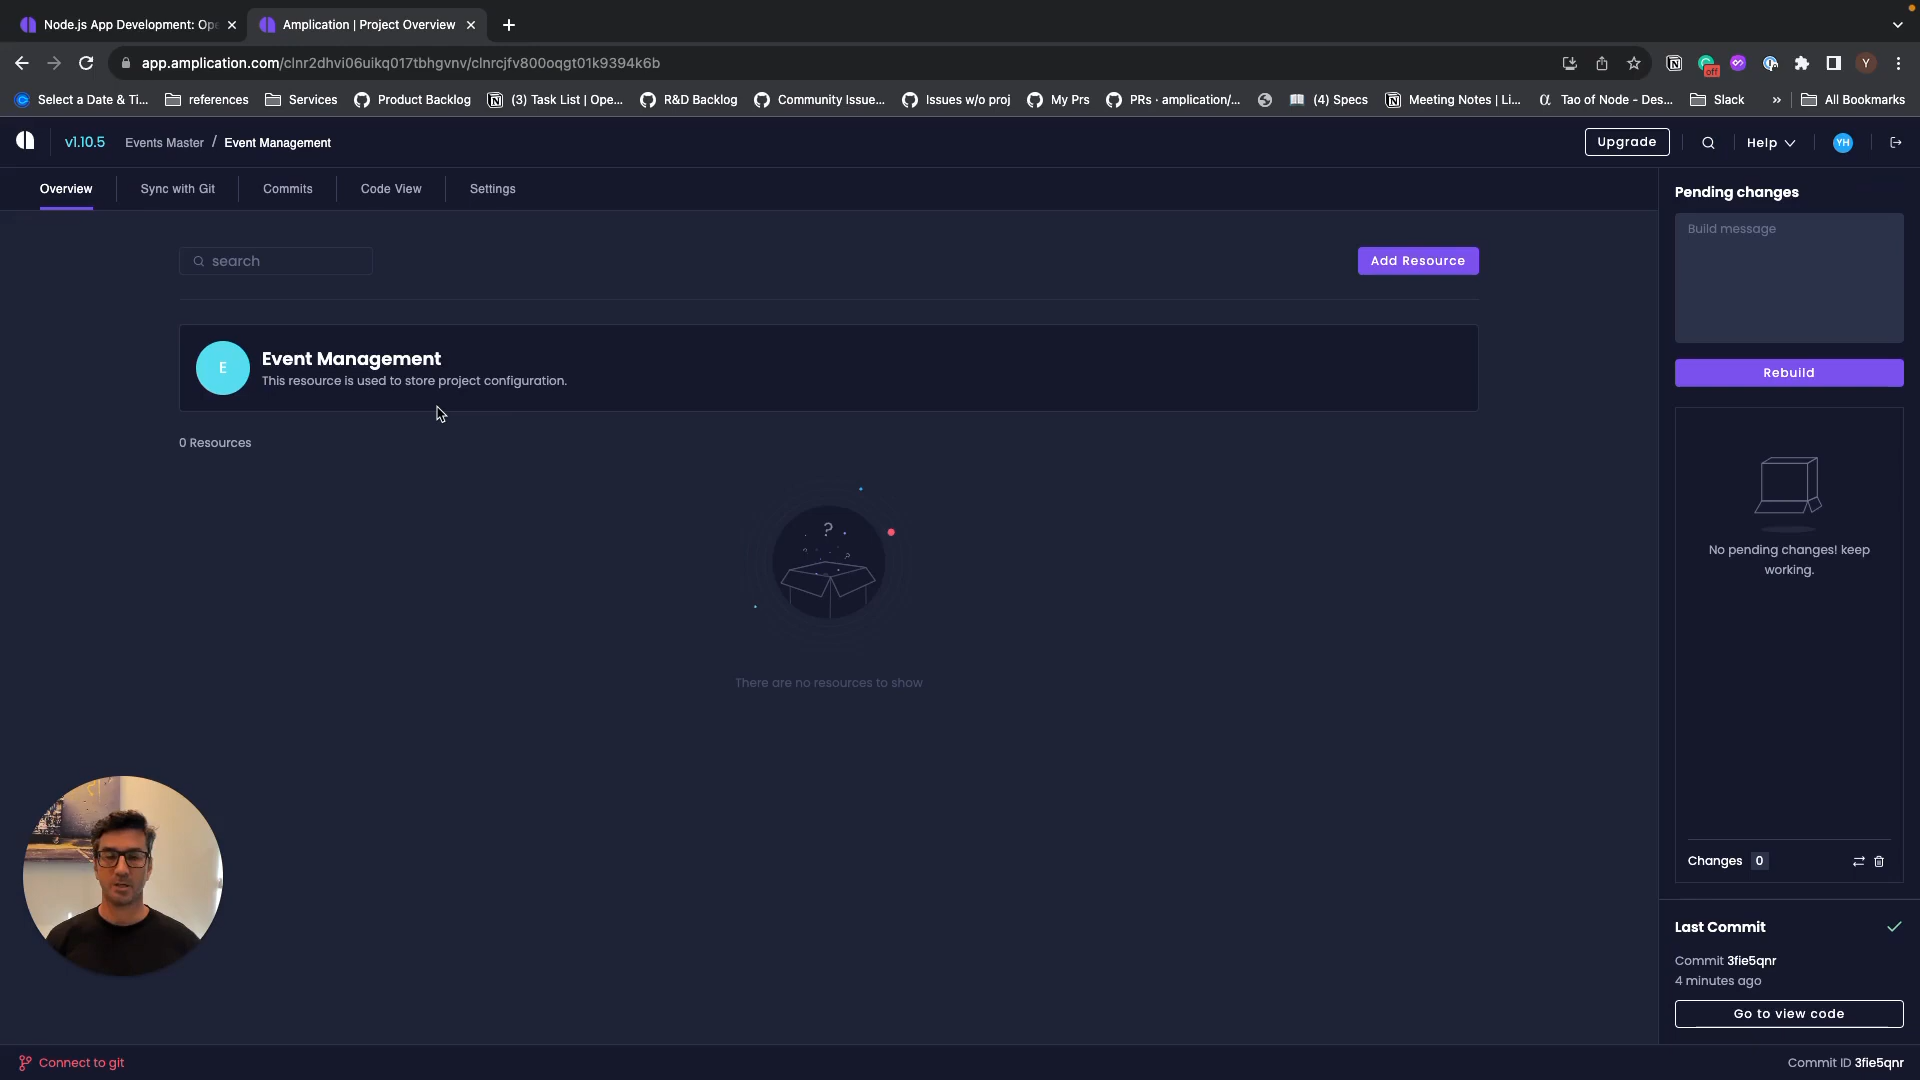 Node.js App Development: Ope
Amplication | Project Overview
app.amplication.com/clnr2dhvi06uikq017tbhgvnv/clnrcjfv800oqgt01k9394k6b
off
Y
Select a Date & Ti...
references
Services
Product Backlog
(3) Task List | Ope...
R&D Backlog
Community Issue...
Issues w/o proj
My Prs
PRs · amplication/...
(4) Specs
Meeting Notes | Li...
Tao of Node - Des...
Slack
»
All Bookmarks
v1.10.5
Events Master / Event Management
Upgrade
Help
YH
Overview
Sync with Git
Commits
Code View
Settings
Pending changes
search
Add Resource
Build message
E
Event Management
This resource is used to store project configuration.
Rebuild
0 Resources
?
There are no resources to show
No pending changes! keep
working.
Changes 0
Last Commit
Commit 3fie5qnr
4 minutes ago
Go to view code
Connect to git
Commit ID 3fie5qnr